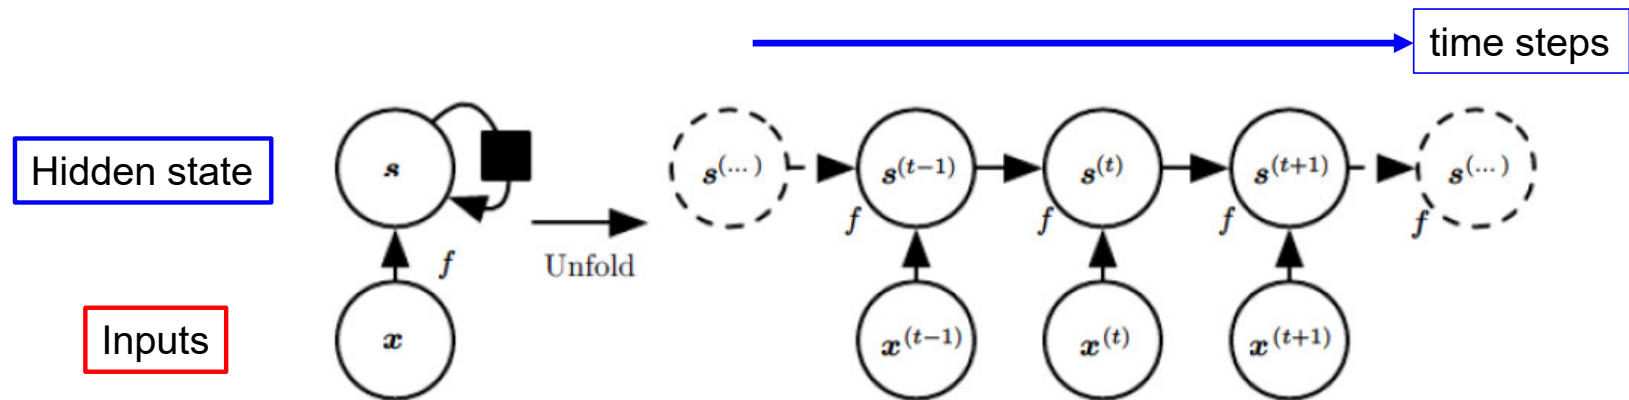 time steps
Hidden state
s
s^(...)
s^(t−1)
s^(t)
s^(t+1)
s^(...)
f
f
f
f
f
Unfold
Inputs
x
x^(t−1)
x^(t)
x^(t+1)